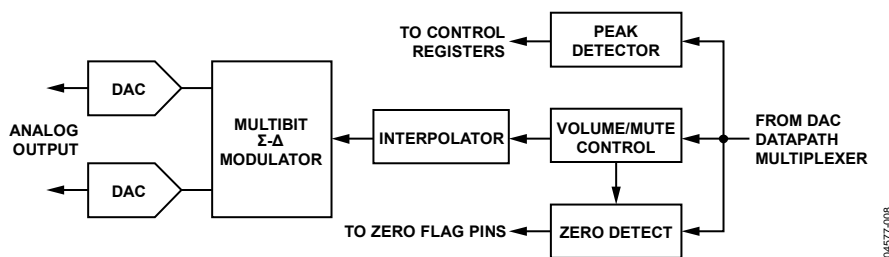 TO CONTROL
REGISTERS
PEAK
DETECTOR
DAC
ANALOG
OUTPUT
MULTIBIT
Σ-Δ
MODULATOR
INTERPOLATOR
VOLUME/MUTE
CONTROL
FROM DAC
DATAPATH
MULTIPLEXER
DAC
TO ZERO FLAG PINS
ZERO DETECT
04577-008